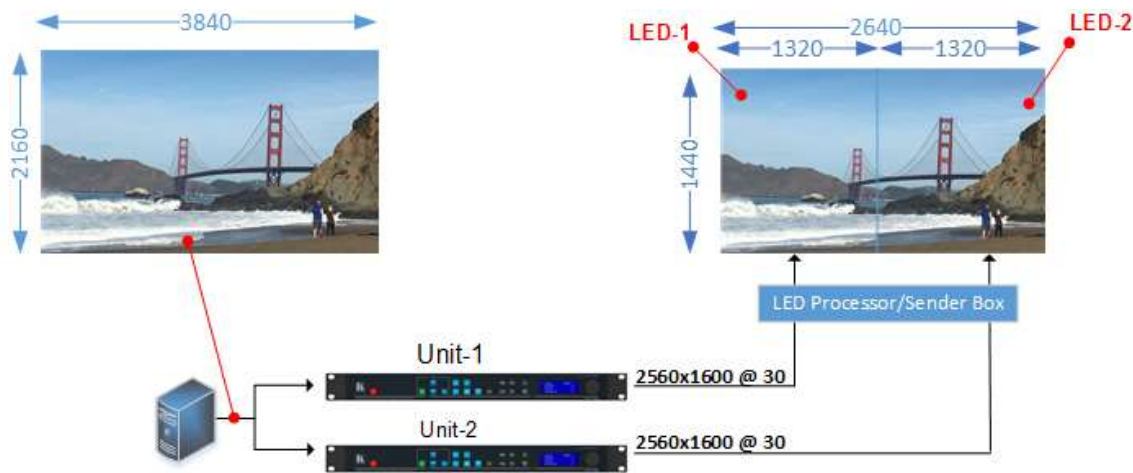 3840
2160
LED-1
LED-2
2640
1320
1320
1440
LED Processor/Sender Box
Unit-1
2560x1600 @ 30
Unit-2
2560x1600 @ 30